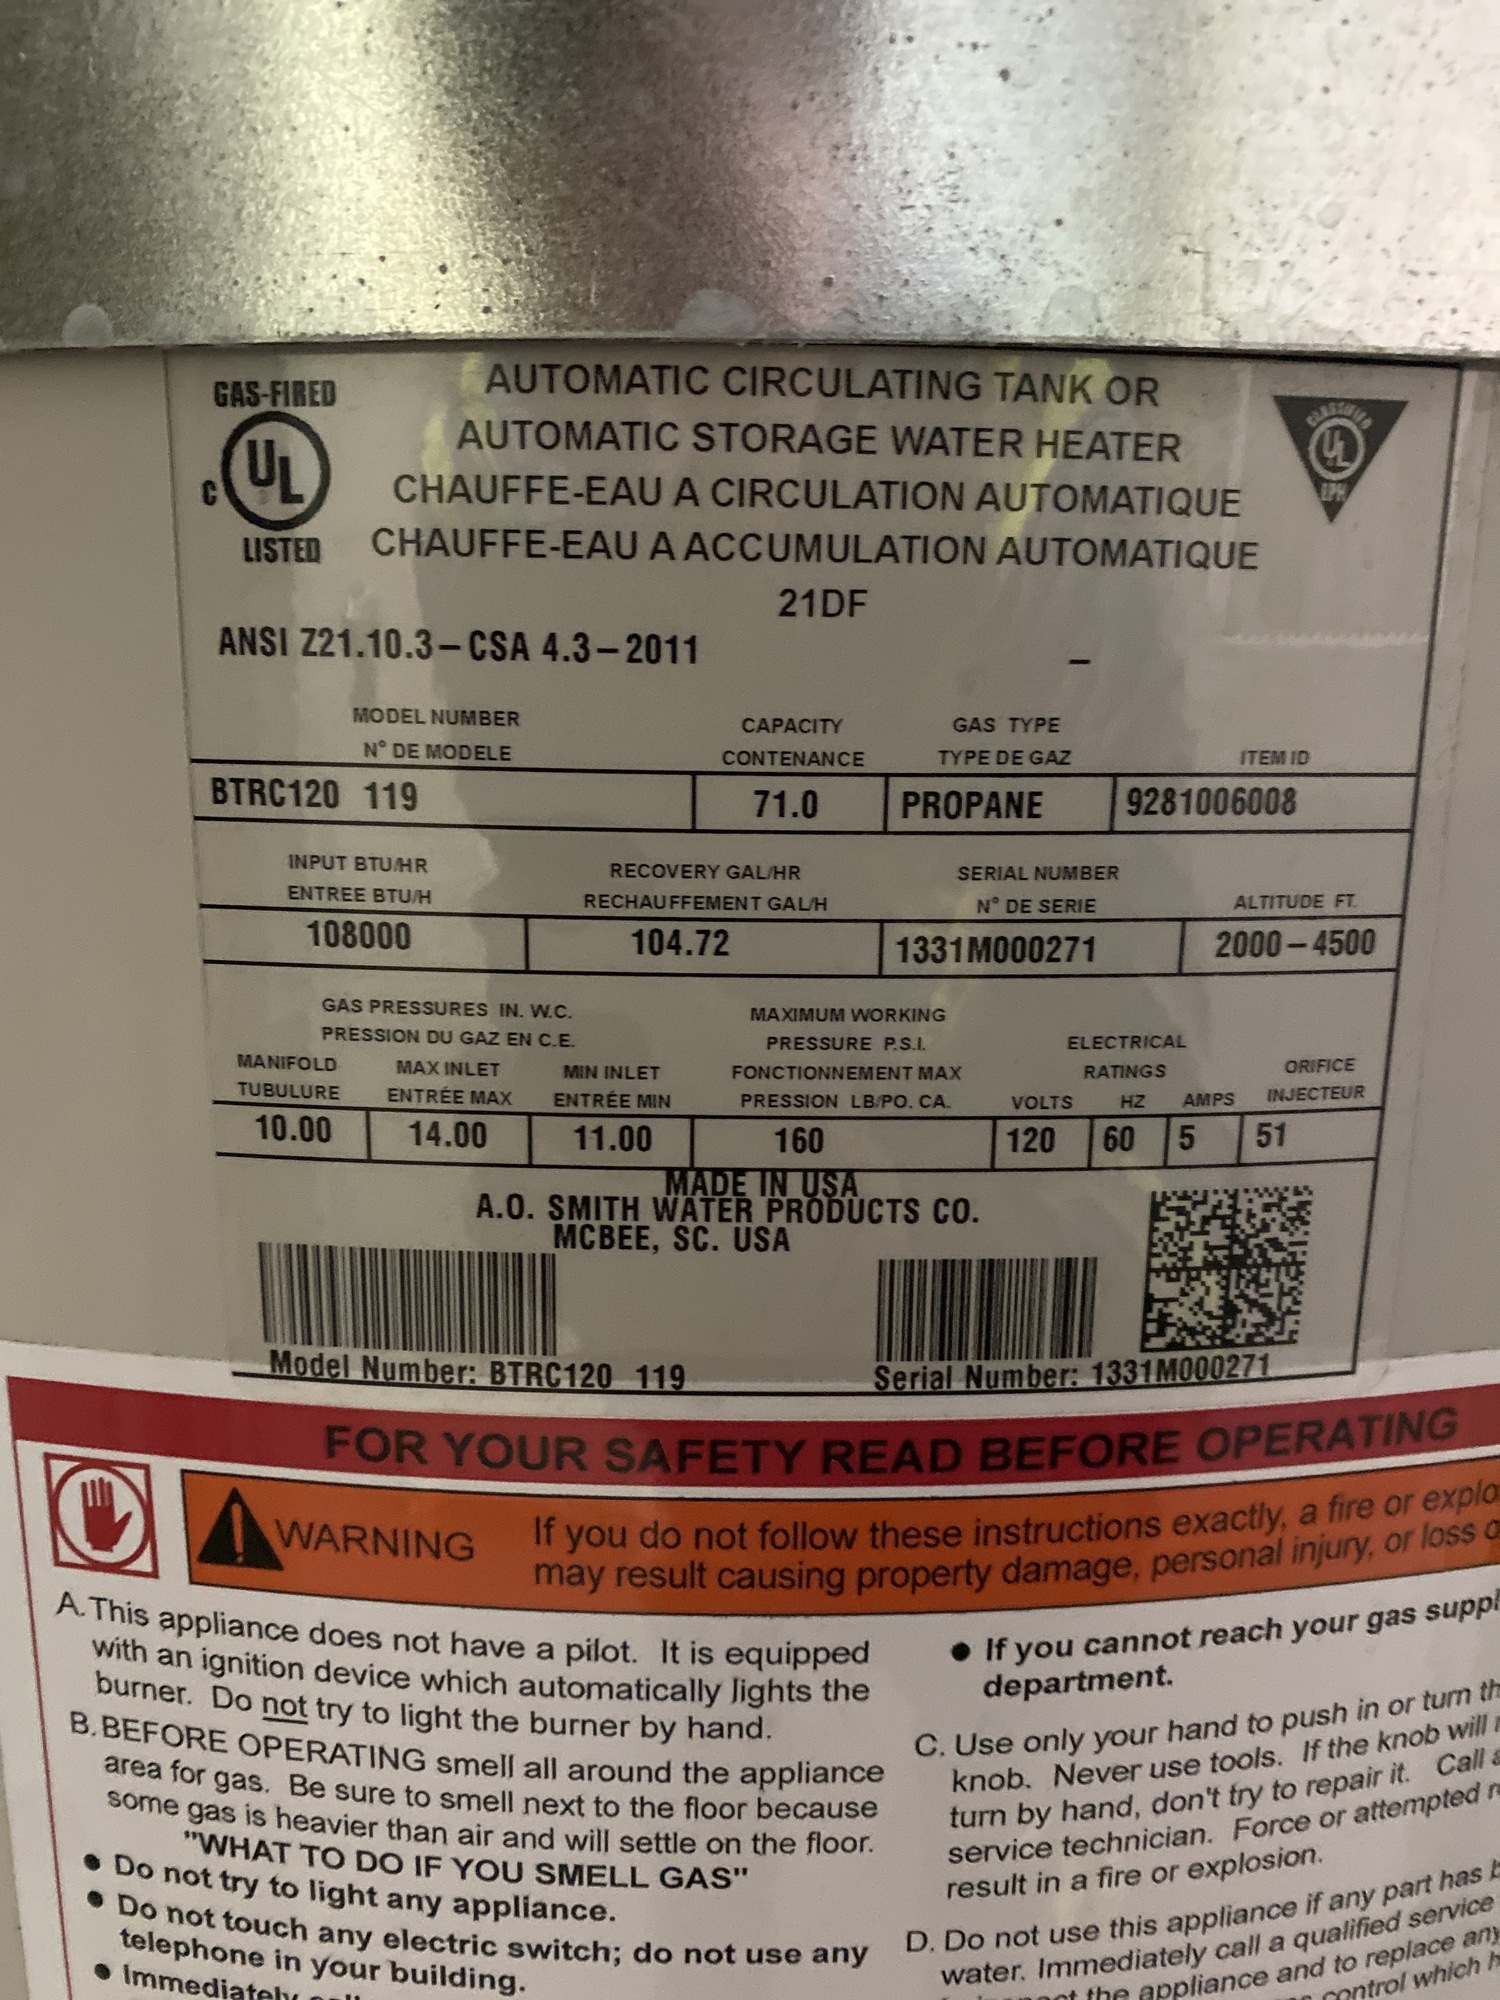 GAS-FIRED
C UL
LISTED
AUTOMATIC CIRCULATING TANK OR
AUTOMATIC STORAGE WATER HEATER
CHAUFFE-EAU A CIRCULATION AUTOMATIQUE
CHAUFFE-EAU A ACCUMULATION AUTOMATIQUE
CLASSIFIED
UL
EPH
21DF
ANSI Z21.10.3–CSA 4.3–2011 –
MODEL NUMBER CAPACITY GAS TYPE
N° DE MODELE CONTENANCE TYPE DE GAZ ITEM ID
BTRC120 119 71.0 PROPANE 9281006008
INPUT BTU/HR RECOVERY GAL/HR SERIAL NUMBER
ENTREE BTU/H RECHAUFFEMENT GAL/H N° DE SERIE ALTITUDE FT.
108000 104.72 1331M000271 2000–4500
GAS PRESSURES IN. W.C. MAXIMUM WORKING
PRESSION DU GAZ EN C.E. PRESSURE P.S.I. ELECTRICAL
MANIFOLD MAX INLET MIN INLET FONCTIONNEMENT MAX RATINGS ORIFICE
TUBULURE ENTRÉE MAX ENTRÉE MIN PRESSION LB/PO. CA. VOLTS HZ AMPS INJECTEUR
10.00 14.00 11.00 160 120 60 5 51
MADE IN USA
A.O. SMITH WATER PRODUCTS CO.
MCBEE, SC. USA
Model Number: BTRC120 119 Serial Number: 1331M000271
FOR YOUR SAFETY READ BEFORE OPERATING
WARNING
If you do not follow these instructions exactly, a fire or explo
may result causing property damage, personal injury, or loss o
A. This appliance does not have a pilot. It is equipped
with an ignition device which automatically lights the
burner. Do not try to light the burner by hand.
B. BEFORE OPERATING smell all around the appliance
area for gas. Be sure to smell next to the floor because
some gas is heavier than air and will settle on the floor.
"WHAT TO DO IF YOU SMELL GAS"
● Do not try to light any appliance.
● Do not touch any electric switch; do not use any
telephone in your building.
● Immediately
● If you cannot reach your gas suppl
department.
C. Use only your hand to push in or turn th
knob. Never use tools. If the knob will
turn by hand, don't try to repair it. Call a
service technician. Force or attempted r
result in a fire or explosion.
D. Do not use this appliance if any part has b
water. Immediately call a qualified service
the appliance and to replace any
control which h